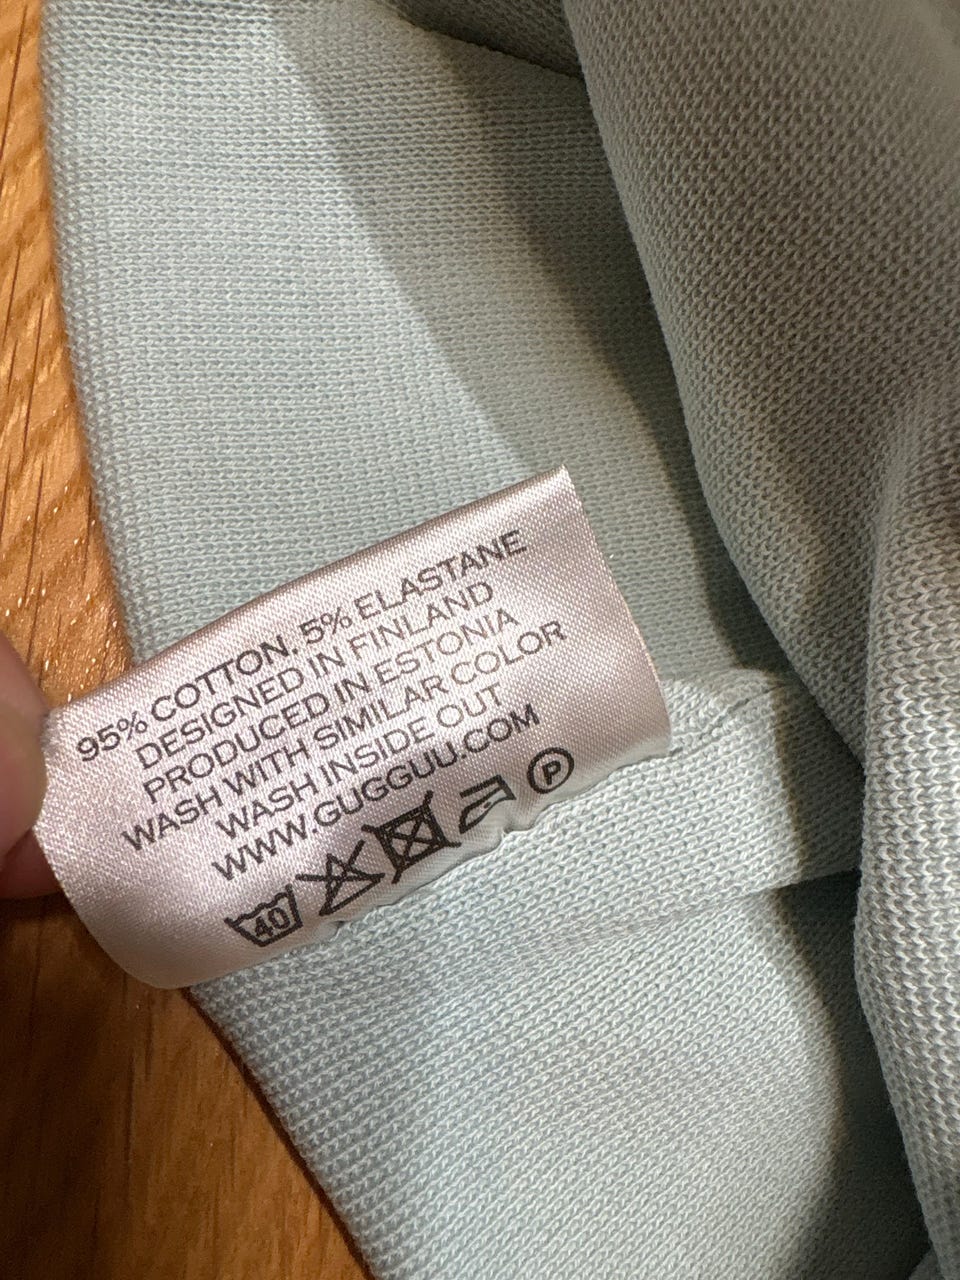 95% COTTON, 5% ELASTANE
DESIGNED IN FINLAND
PRODUCED IN ESTONIA
WASH WITH SIMILAR COLOR
WASH INSIDE OUT
WWW.GUGGUU.COM
40 P